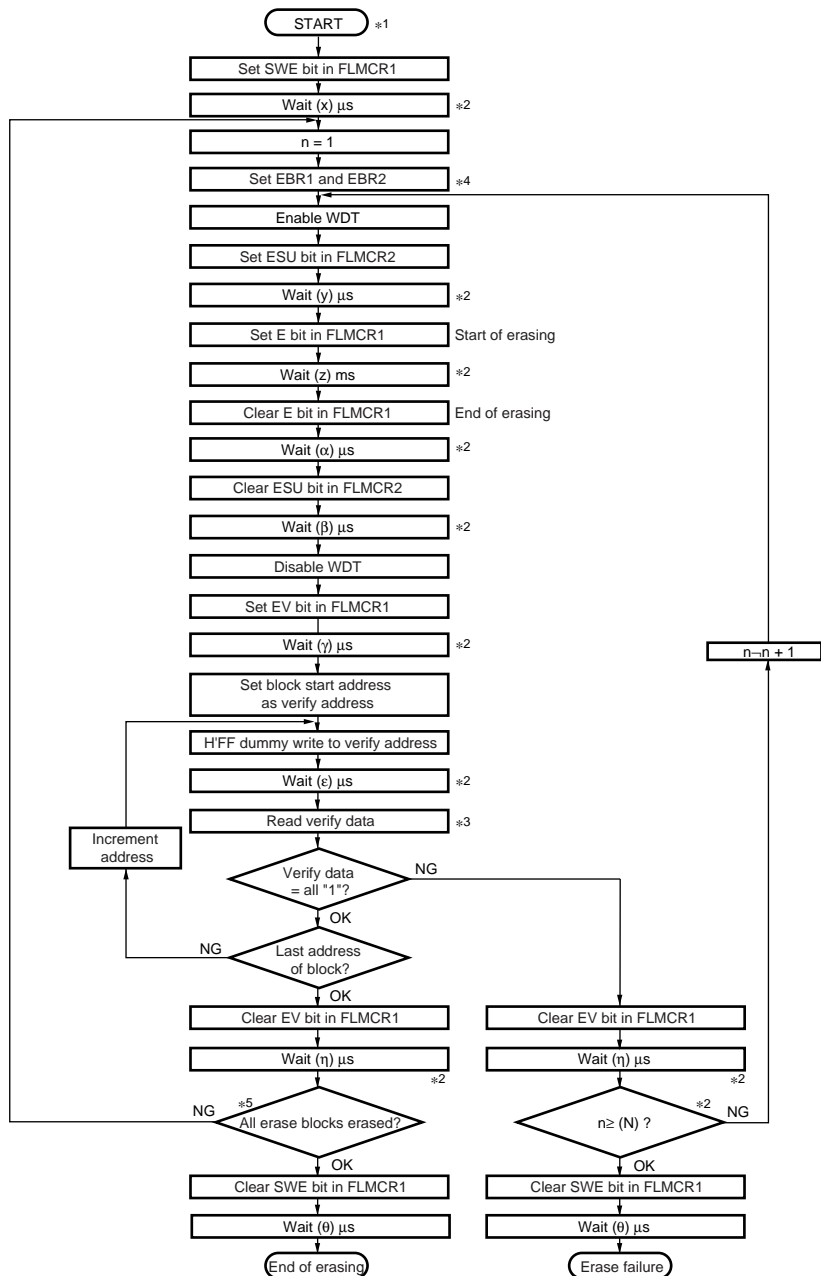 START *1
Set SWE bit in FLMCR1
Wait (x) μs *2
n = 1
Set EBR1 and EBR2 *4
Enable WDT
Set ESU bit in FLMCR2
Wait (y) μs *2
Set E bit in FLMCR1 Start of erasing
Wait (z) ms *2
Clear E bit in FLMCR1 End of erasing
Wait (α) μs *2
Clear ESU bit in FLMCR2
Wait (β) μs *2
Disable WDT
Set EV bit in FLMCR1
Wait (γ) μs *2
n¬n + 1
Set block start address
as verify address
H'FF dummy write to verify address
Wait (ε) μs *2
Read verify data *3
Increment
address
Verify data
= all "1"?
NG
OK
NG
Last address
of block?
OK
Clear EV bit in FLMCR1
Wait (η) μs
*2
NG
*5
All erase blocks erased?
OK
Clear SWE bit in FLMCR1
Wait (θ) μs
End of erasing
Clear EV bit in FLMCR1
Wait (η) μs
*2
*2
n≥ (N) ?
NG
OK
Clear SWE bit in FLMCR1
Wait (θ) μs
Erase failure